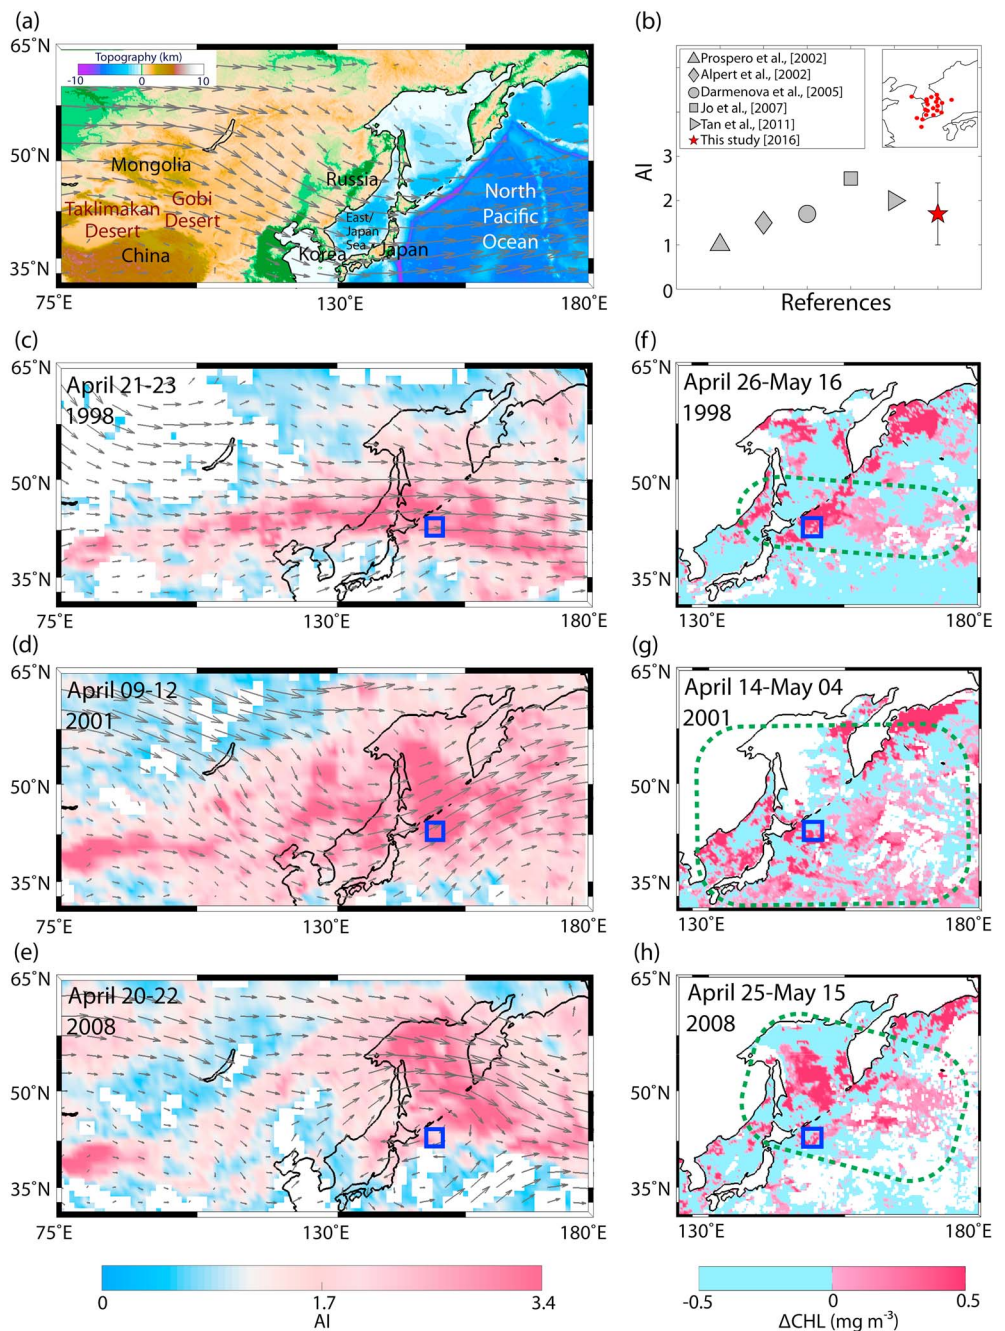 (a)
65˚N
50˚N
35˚N
75˚E
130˚E
180˚E
Topography (km)
-10
0
10
Mongolia
Russia
Taklimakan
Desert
Gobi
Desert
China
Korea
East/
Japan
Sea
Japan
North
Pacific
Ocean
(b)
Prospero et al., [2002]
Alpert et al., [2002]
Darmenova et al., [2005]
Jo et al., [2007]
Tan et al., [2011]
This study [2016]
AI
3
2
1
0
References
(c)
65˚N
April 21-23
1998
50˚N
35˚N
75˚E
130˚E
180˚E
(f)
65˚N
April 26-May 16
1998
50˚N
35˚N
130˚E
180˚E
(d)
65˚N
April 09-12
2001
50˚N
35˚N
75˚E
130˚E
180˚E
(g)
65˚N
April 14-May 04
2001
50˚N
35˚N
130˚E
180˚E
(e)
65˚N
April 20-22
2008
50˚N
35˚N
75˚E
130˚E
180˚E
(h)
65˚N
April 25-May 15
2008
50˚N
35˚N
130˚E
180˚E
0
1.7
3.4
AI
-0.5
0
0.5
ΔCHL (mg m⁻³)